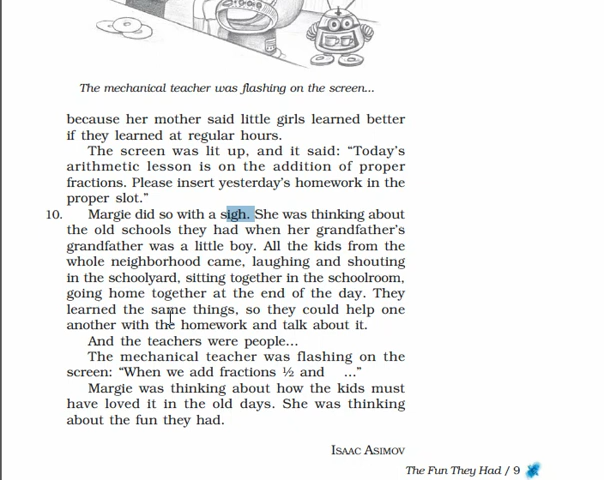 The mechanical teacher was flashing on the screen...
because her mother said little girls learned better
if they learned at regular hours.
The screen was lit up, and it said: “Today's
arithmetic lesson is on the addition of proper
fractions. Please insert yesterday's homework in the
proper slot.”
10. Margie did so with a sigh. She was thinking about
the old schools they had when her grandfather's
grandfather was a little boy. All the kids from the
whole neighborhood came, laughing and shouting
in the schoolyard, sitting together in the schoolroom,
going home together at the end of the day. They
learned the same things, so they could help one
another with the homework and talk about it.
And the teachers were people...
The mechanical teacher was flashing on the
screen: “When we add fractions ½ and ...”
Margie was thinking about how the kids must
have loved it in the old days. She was thinking
about the fun they had.
ISAAC ASIMOV
The Fun They Had / 9